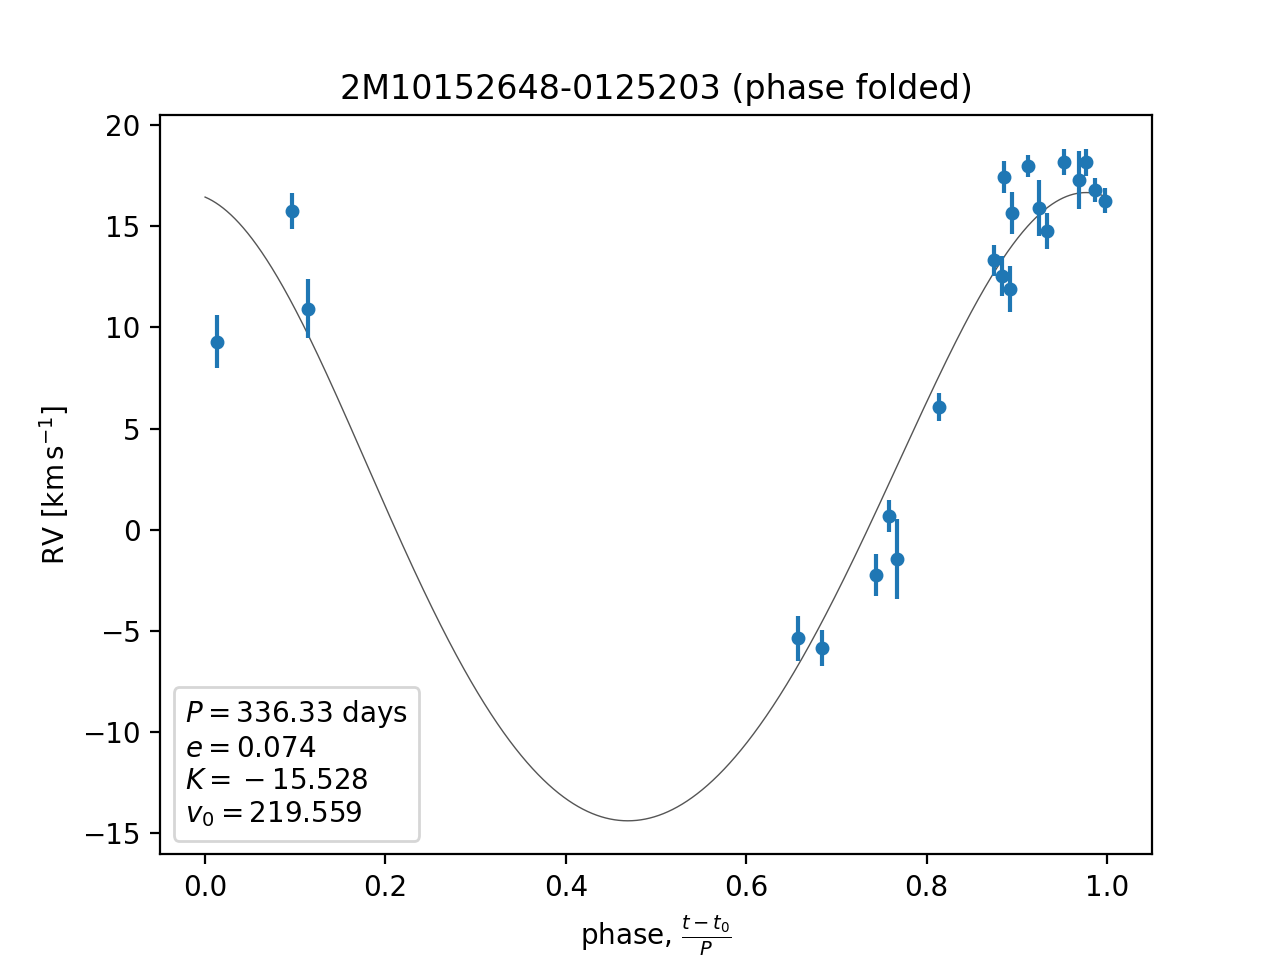 2M10152648-0125203 (phase folded)
20
15
10
5
0
−5
−10
−15
RV [km s⁻¹]
P = 336.33 days
e = 0.074
K = −15.528
v₀ = 219.559
0.0 0.2 0.4 0.6 0.8 1.0
phase, (t − t₀)/P